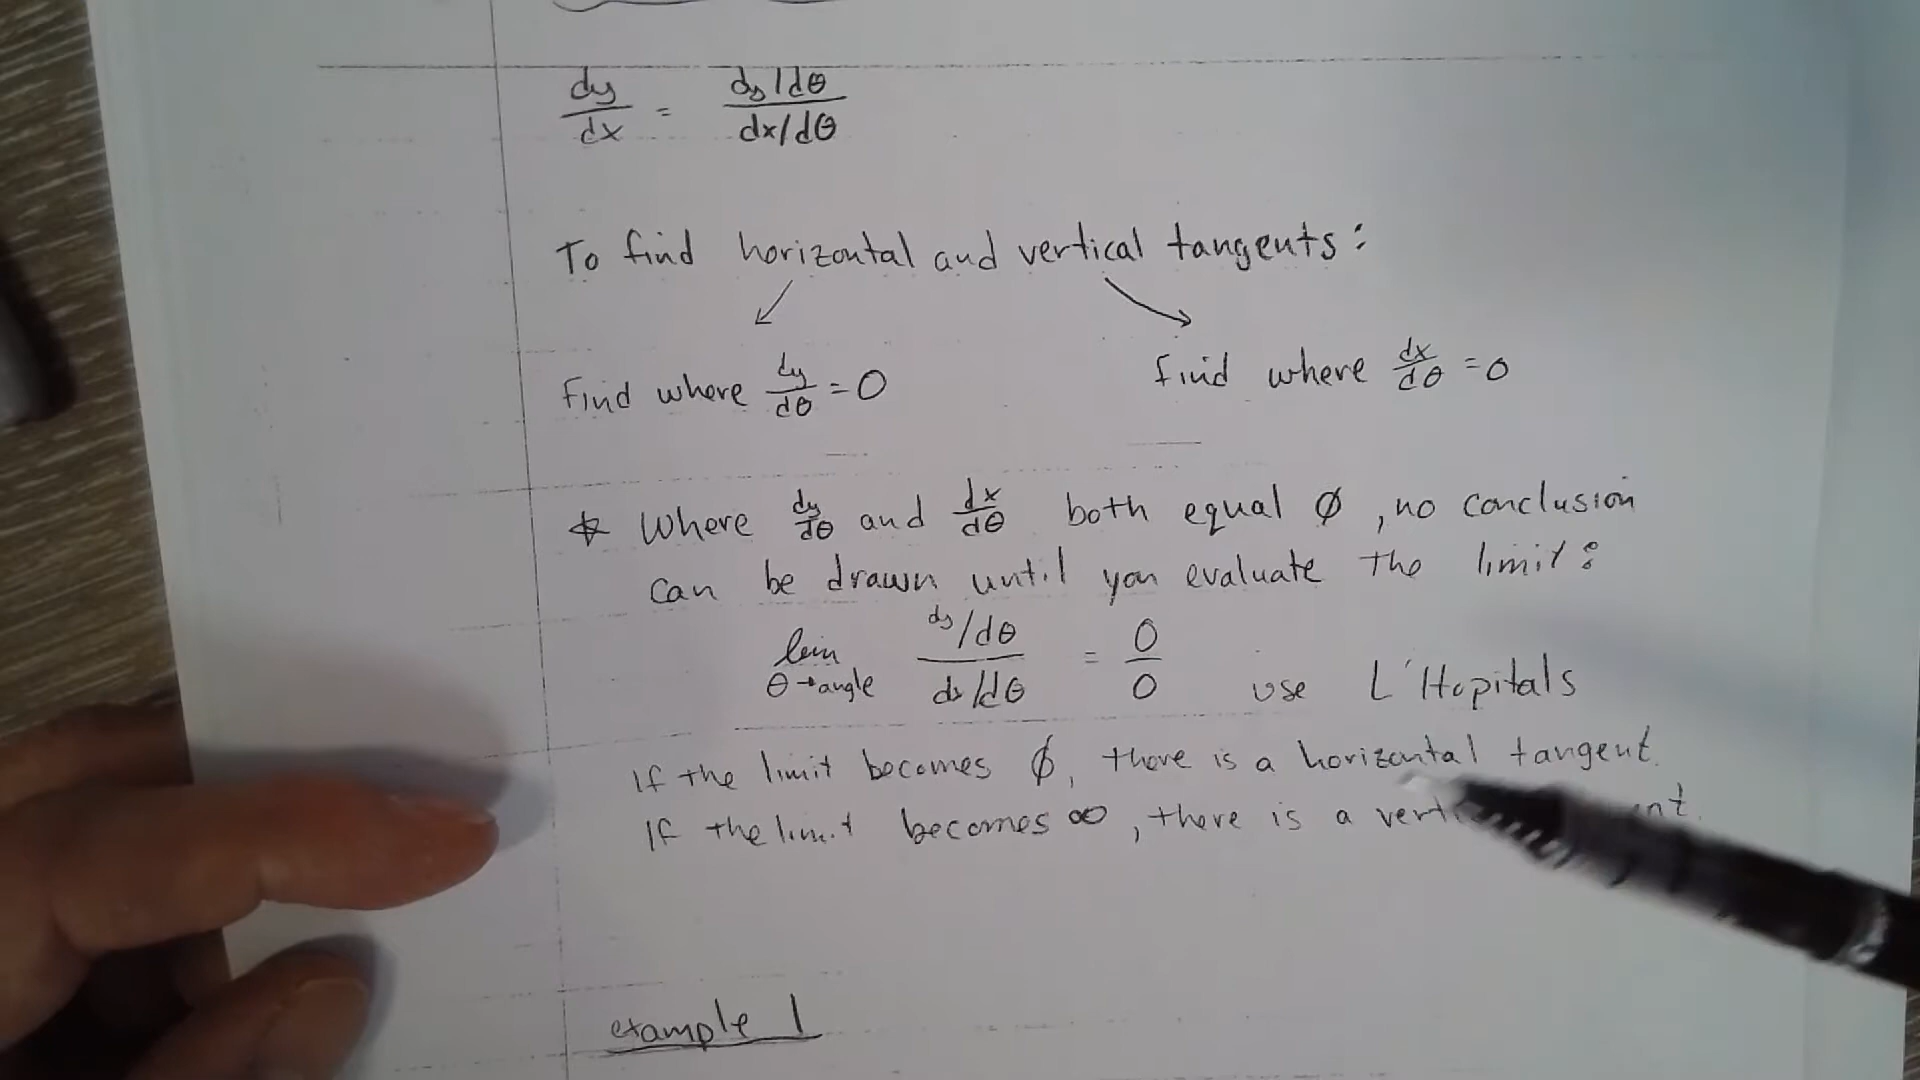 dy/dx = dy/dθ / dx/dθ
To find horizontal and vertical tangents:
Find where dy/dθ = 0
find where dx/dθ = 0
* Where dy/dθ and dx/dθ both equal ∅, no conclusion
can be drawn until you evaluate the limit:
lim θ→angle dy/dθ / dx/dθ = 0/0 use L'Hopitals
If the limit becomes ∅, there is a horizontal tangent.
If the limit becomes ∞, there is a
example 1